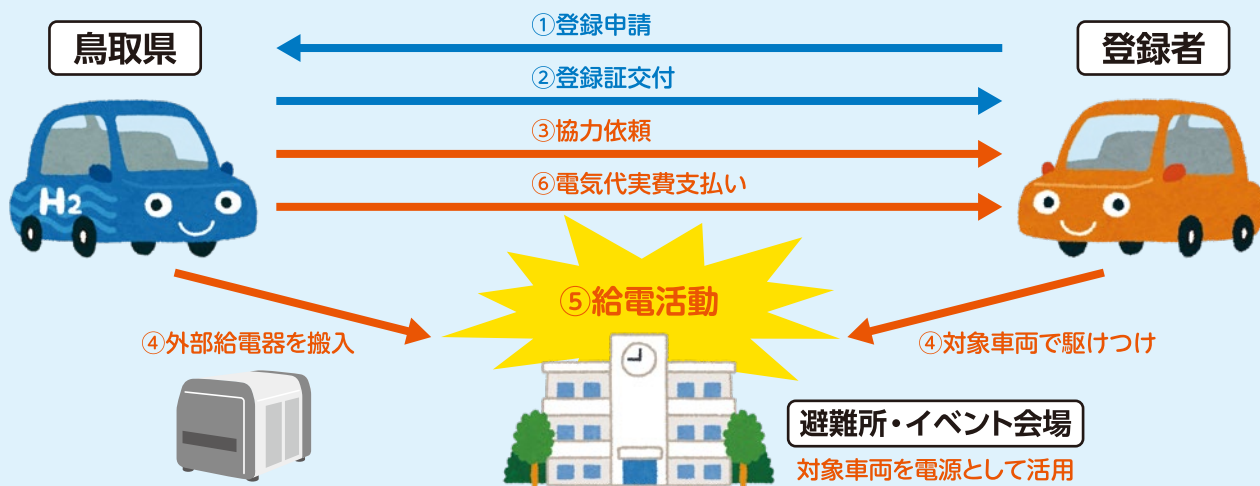 鳥取県
登録者
①登録申請
②登録証交付
③協力依頼
⑥電気代実費支払い
H2
⑤給電活動
④外部給電器を搬入
④対象車両で駆けつけ
避難所・イベント会場
対象車両を電源として活用